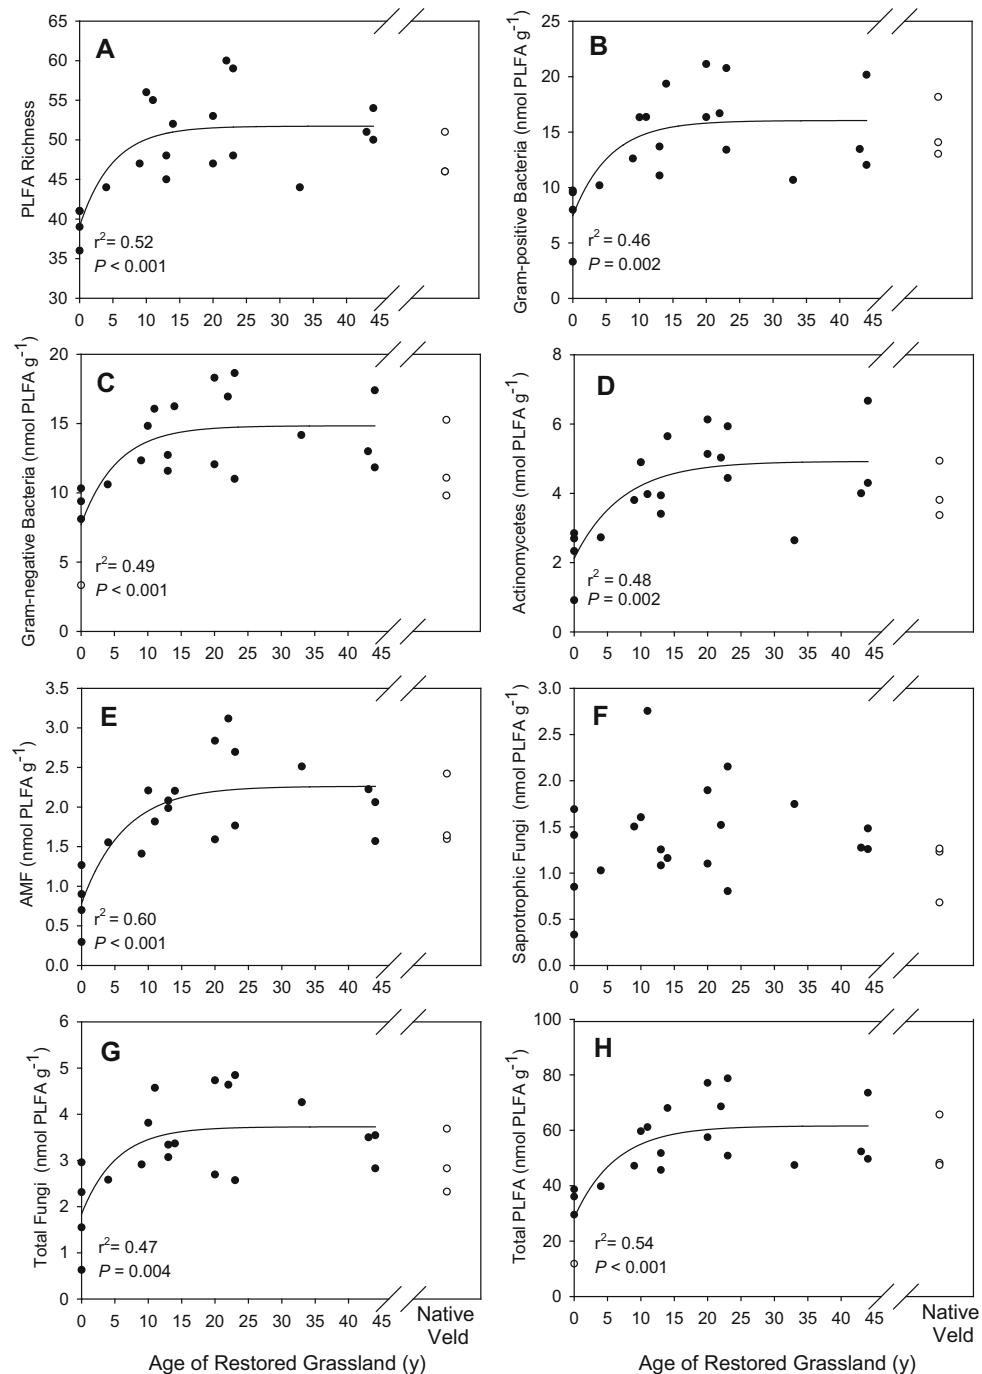 A
PLFA Richness
65
60
55
50
45
40
35
30
r²= 0.52
P < 0.001
0 5 10 15 20 25 30 35 40 45
B
Gram-positive Bacteria (nmol PLFA g⁻¹)
25
20
15
10
5
0
r² = 0.46
P = 0.002
0 5 10 15 20 25 30 35 40 45
C
Gram-negative Bacteria (nmol PLFA g⁻¹)
20
15
10
5
0
r²= 0.49
P < 0.001
0 5 10 15 20 25 30 35 40 45
D
Actinomycetes (nmol PLFA g⁻¹)
8
6
4
2
0
r² = 0.48
P = 0.002
0 5 10 15 20 25 30 35 40 45
E
AMF (nmol PLFA g⁻¹)
3.5
3.0
2.5
2.0
1.5
1.0
0.5
0.0
r² = 0.60
P < 0.001
0 5 10 15 20 25 30 35 40 45
F
Saprotrophic Fungi (nmol PLFA g⁻¹)
3.0
2.5
2.0
1.5
1.0
0.5
0.0
0 5 10 15 20 25 30 35 40 45
G
Total Fungi (nmol PLFA g⁻¹)
6
5
4
3
2
1
0
r²= 0.47
P = 0.004
0 5 10 15 20 25 30 35 40 45
Native
Veld
Age of Restored Grassland (y)
H
Total PLFA (nmol PLFA g⁻¹)
100
80
60
40
20
0
r²= 0.54
P < 0.001
0 5 10 15 20 25 30 35 40 45
Native
Veld
Age of Restored Grassland (y)